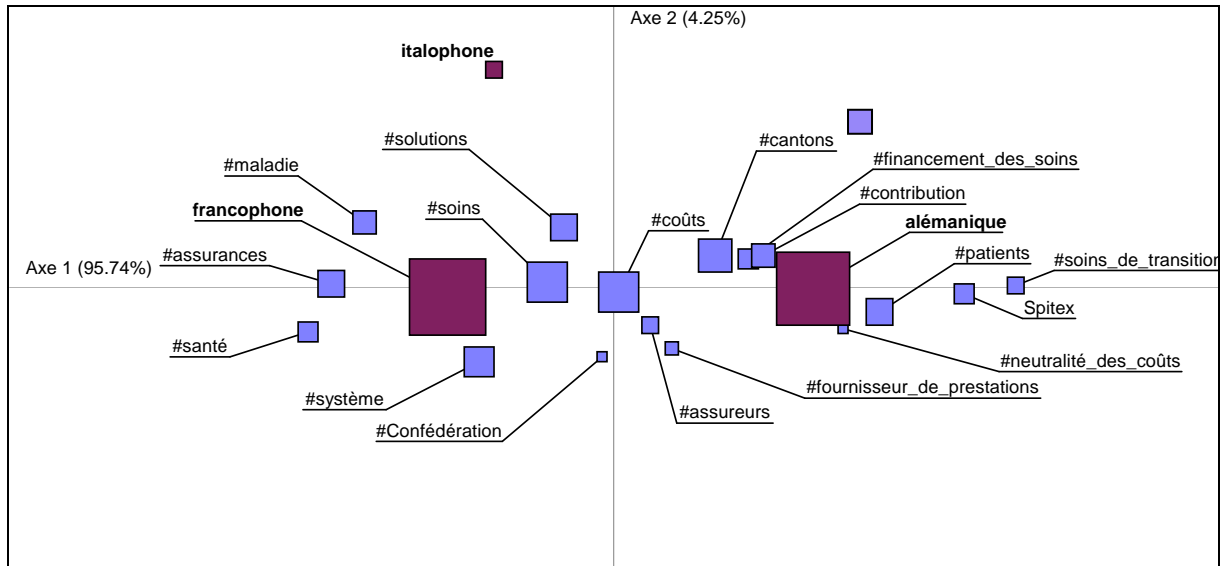 Axe 2 (4.25%)
italophone
#solutions
#cantons
#maladie
#financement_des_soins
francophone
#soins
#coûts
#contribution
alémanique
#assurances
#patients
Axe 1 (95.74%)
#soins_de_transition
Spitex
#santé
#neutralité_des_coûts
#système
#fournisseur_de_prestations
#assureurs
#Confédération